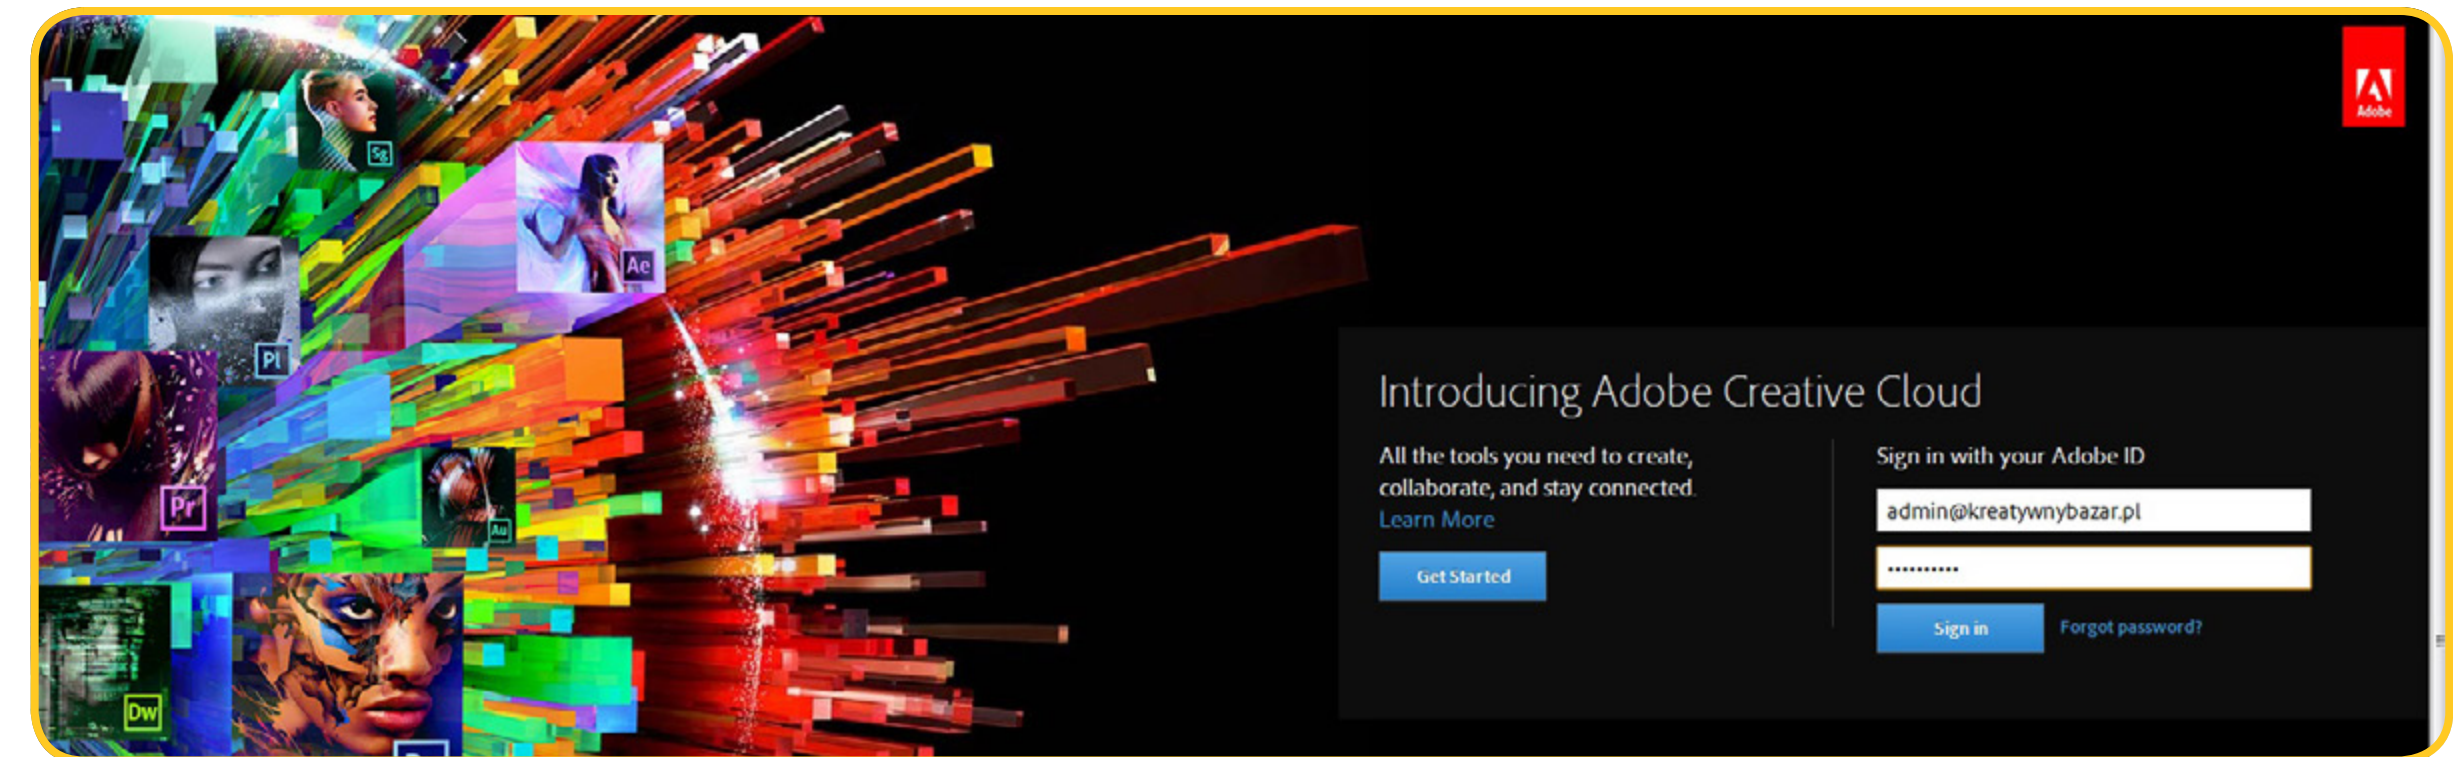 Sg
Ae
Pl
Pr
Au
Dw
Adobe
Introducing Adobe Creative Cloud
All the tools you need to create,
collaborate, and stay connected.
Learn More
Get Started
Sign in with your Adobe ID
admin@kreatywnybazar.pl
••••••••••
Sign in
Forgot password?